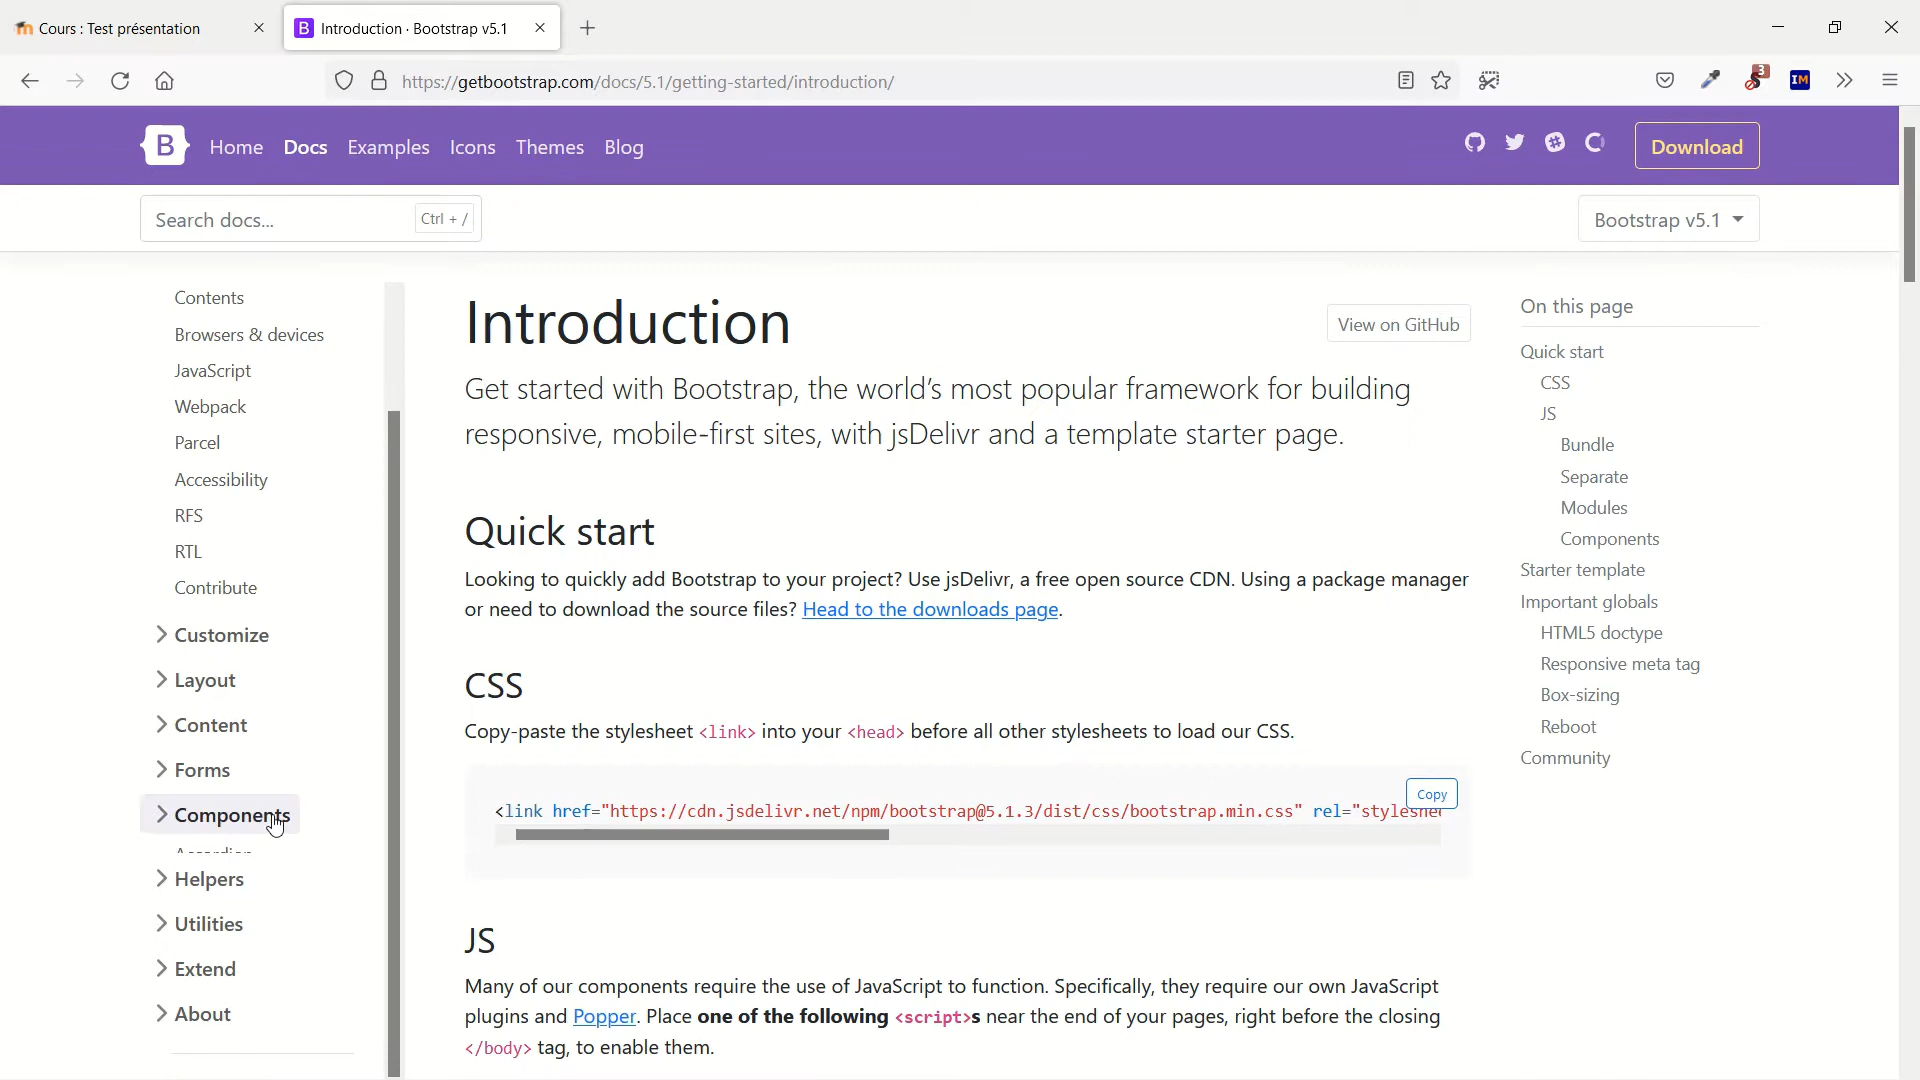 Cours : Test présentation
B Introduction · Bootstrap v5.1
https://getbootstrap.com/docs/5.1/getting-started/introduction/
3
IM
B Home Docs Examples Icons Themes Blog
Download
Search docs... Ctrl + /
Bootstrap v5.1
Contents
Browsers & devices
JavaScript
Webpack
Parcel
Accessibility
RFS
RTL
Contribute
Customize
Layout
Content
Forms
Components
Accordion
Helpers
Utilities
Extend
About
Introduction
View on GitHub
Get started with Bootstrap, the world’s most popular framework for building
responsive, mobile-first sites, with jsDelivr and a template starter page.
Quick start
Looking to quickly add Bootstrap to your project? Use jsDelivr, a free open source CDN. Using a package manager
or need to download the source files? Head to the downloads page.
CSS
Copy-paste the stylesheet <link> into your <head> before all other stylesheets to load our CSS.
Copy
<link href="https://cdn.jsdelivr.net/npm/bootstrap@5.1.3/dist/css/bootstrap.min.css" rel="styleshe
JS
Many of our components require the use of JavaScript to function. Specifically, they require our own JavaScript
plugins and Popper. Place one of the following <script>s near the end of your pages, right before the closing
</body> tag, to enable them.
On this page
Quick start
CSS
JS
Bundle
Separate
Modules
Components
Starter template
Important globals
HTML5 doctype
Responsive meta tag
Box-sizing
Reboot
Community